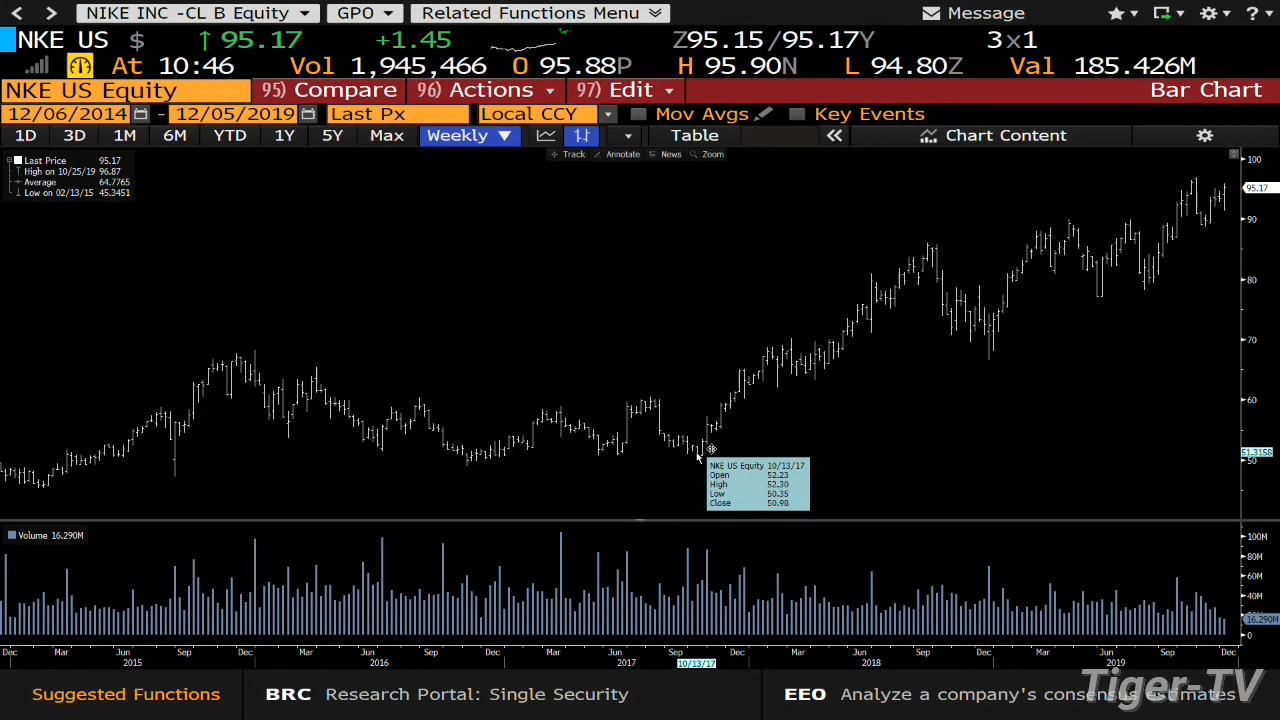 NIKE INC -CL B Equity GPO Related Functions Menu Message ?
NKE US $ ↑ 95.17 +1.45 Z95.15/95.17Y 3x1
At 10:46 Vol 1,945,466 O 95.88P H 95.90N L 94.80Z Val 185.426M
NKE US Equity 95) Compare 96) Actions 97) Edit Bar Chart
12/06/2014 - 12/05/2019 Last Px Local CCY Mov Avgs Key Events
1D 3D 1M 6M YTD 1Y 5Y Max Weekly ▼ Table « Chart Content
Track Annotate News Zoom
Last Price 95.17
High on 10/25/19 96.87
Average 64.7765
Low on 02/13/15 45.3451
100
95.17
90
80
70
60
51.3158
50
NKE US Equity 10/13/17
Open 52.23
High 52.30
Low 50.35
Close 50.98
Volume 16.290M
100M
80M
60M
40M
16.290M
0
Dec Mar Jun Sep Dec Mar Jun Sep Dec Mar Jun Sep Dec Mar Jun Sep Dec Mar Jun Sep Dec
2015 2016 2017 10/13/17 2018 2019
Suggested Functions BRC Research Portal: Single Security EEO Analyze a company's consensus estimates
Tiger-TV